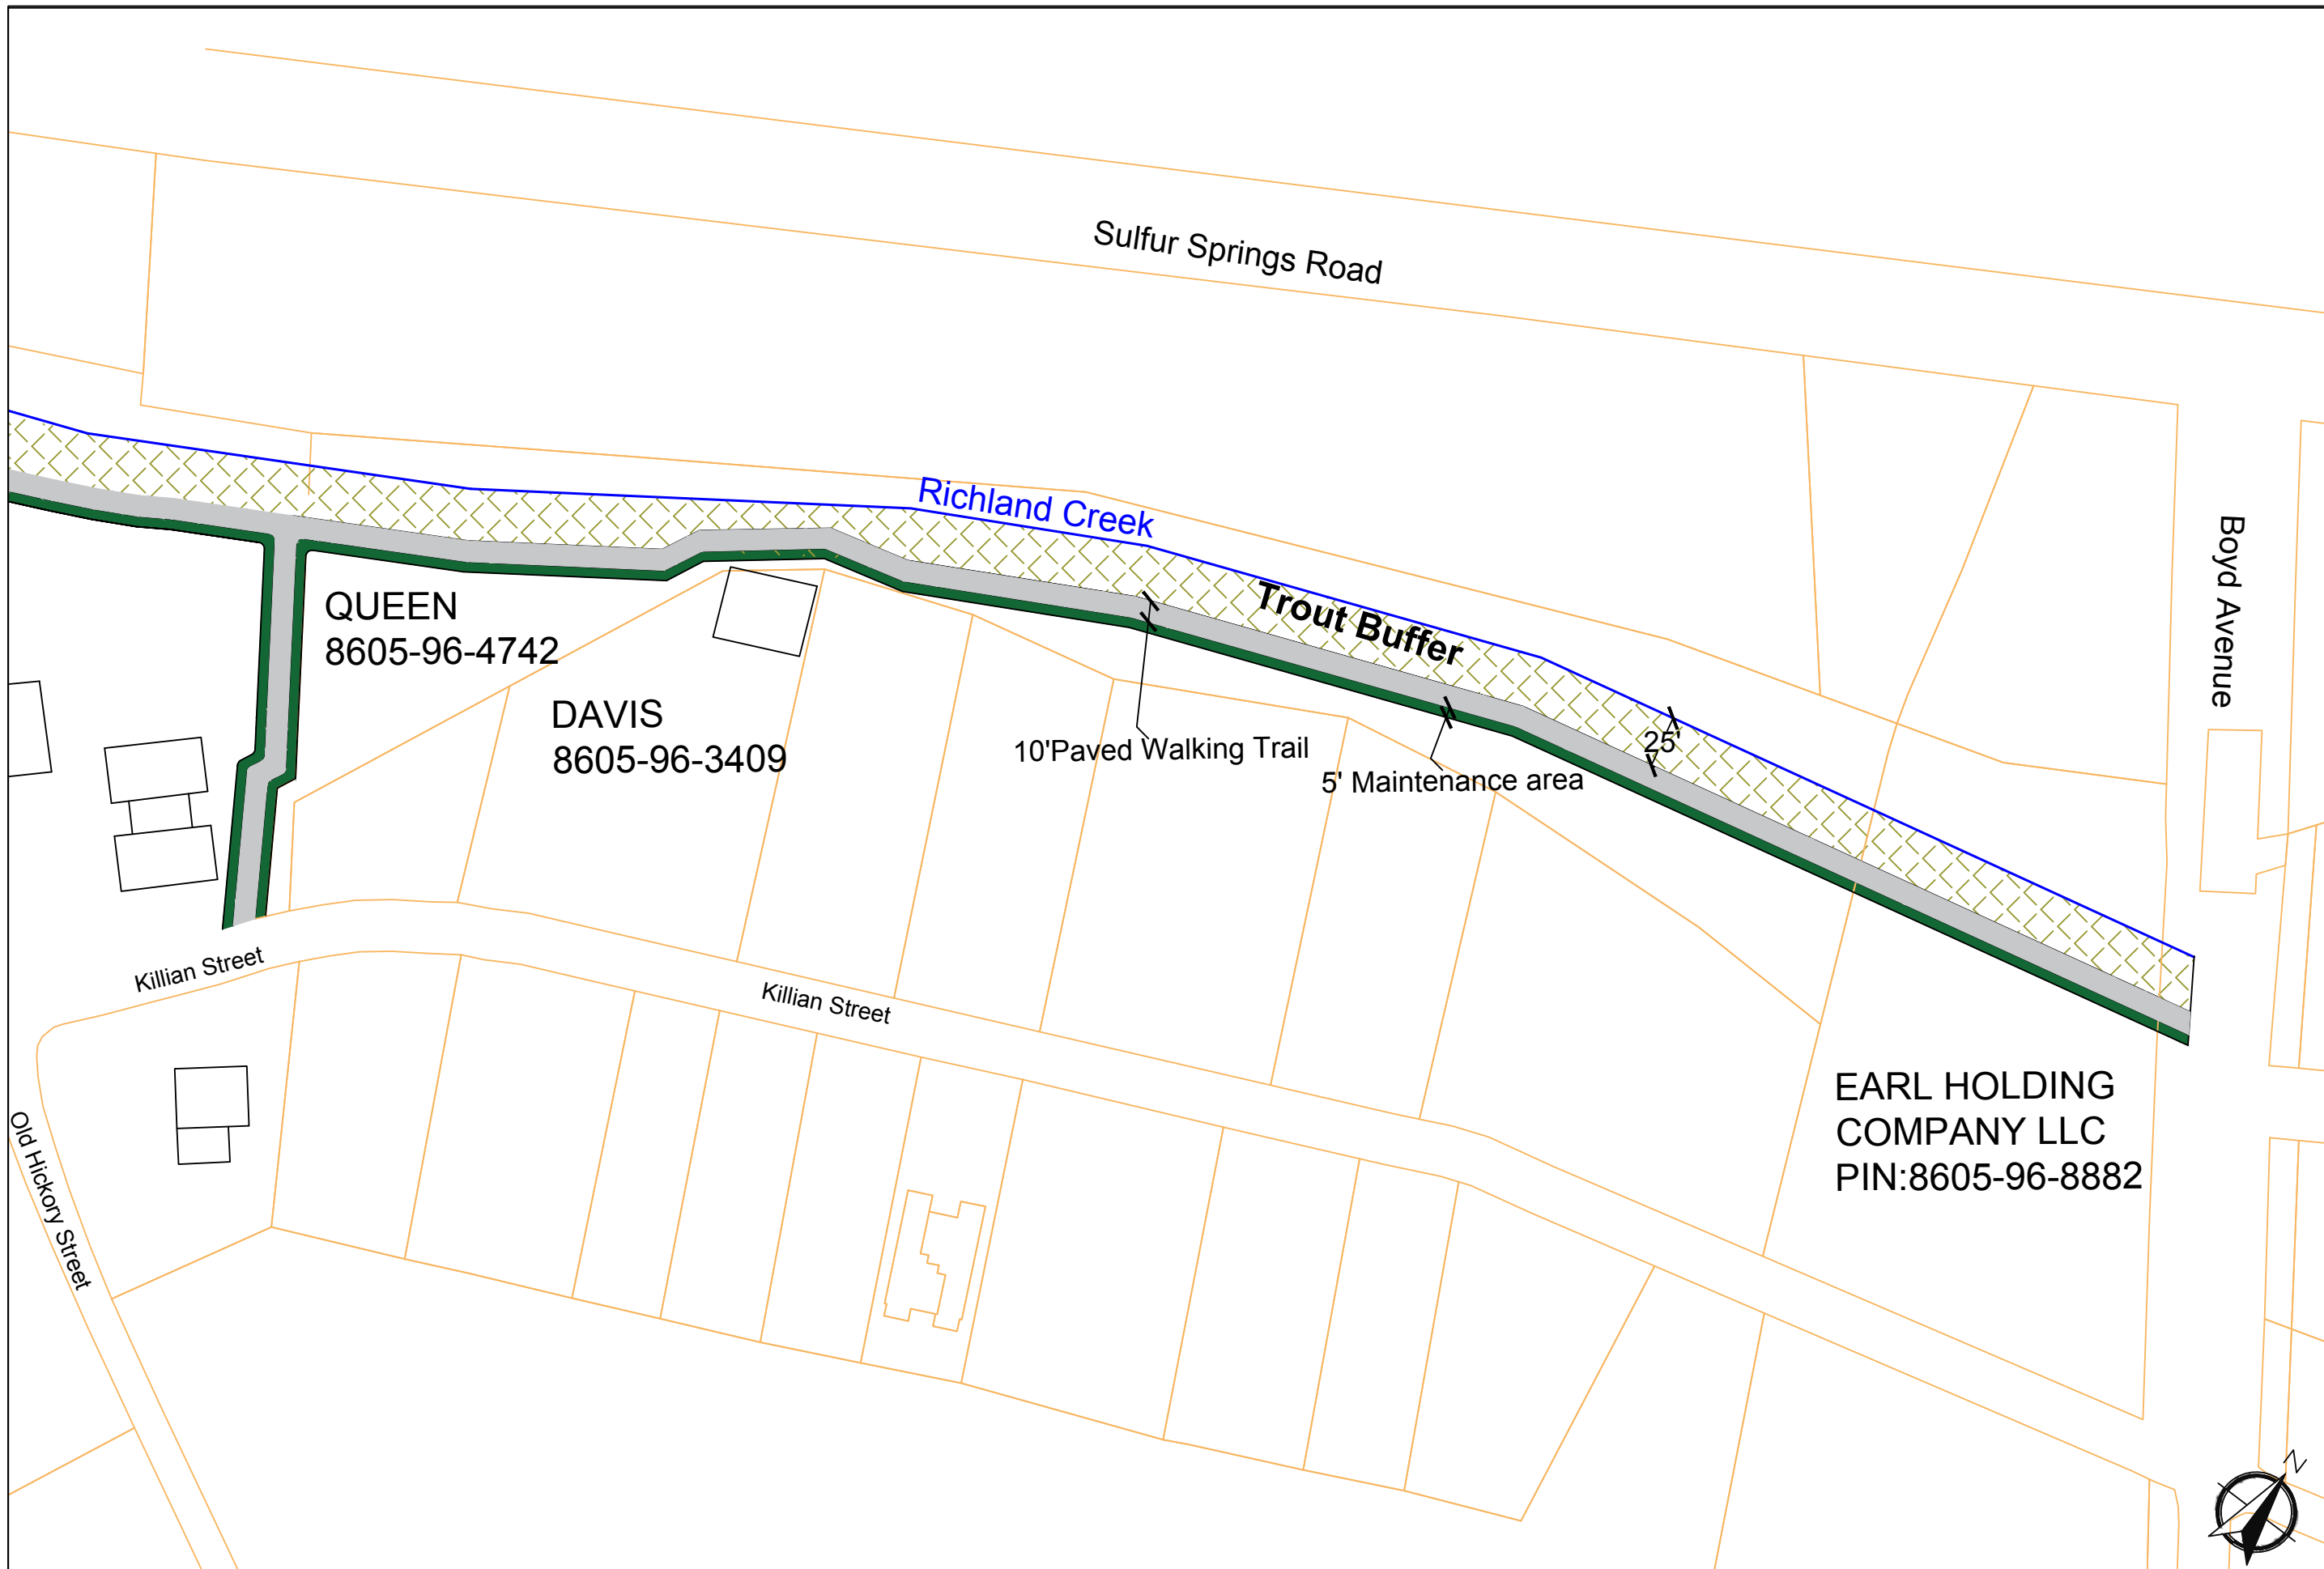 Sulfur Springs Road
Richland Creek
Boyd Avenue
Trout Buffer
QUEEN
8605-96-4742
DAVIS
8605-96-3409
10'Paved Walking Trail
25'
5' Maintenance area
Killian Street
Killian Street
EARL HOLDING
COMPANY LLC
PIN:8605-96-8882
Old Hickory Street
N